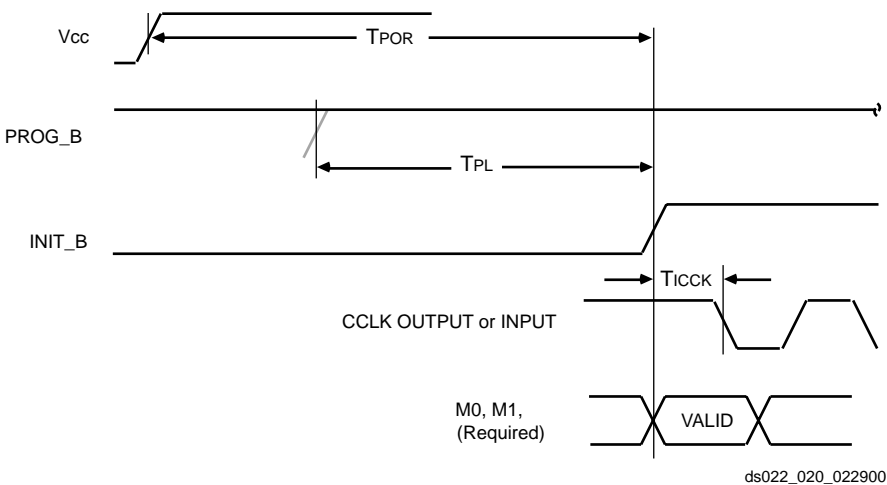 Vcc
TPOR
PROG_B
TPL
INIT_B
TICCK
CCLK OUTPUT or INPUT
M0, M1,
(Required)
VALID
ds022_020_022900